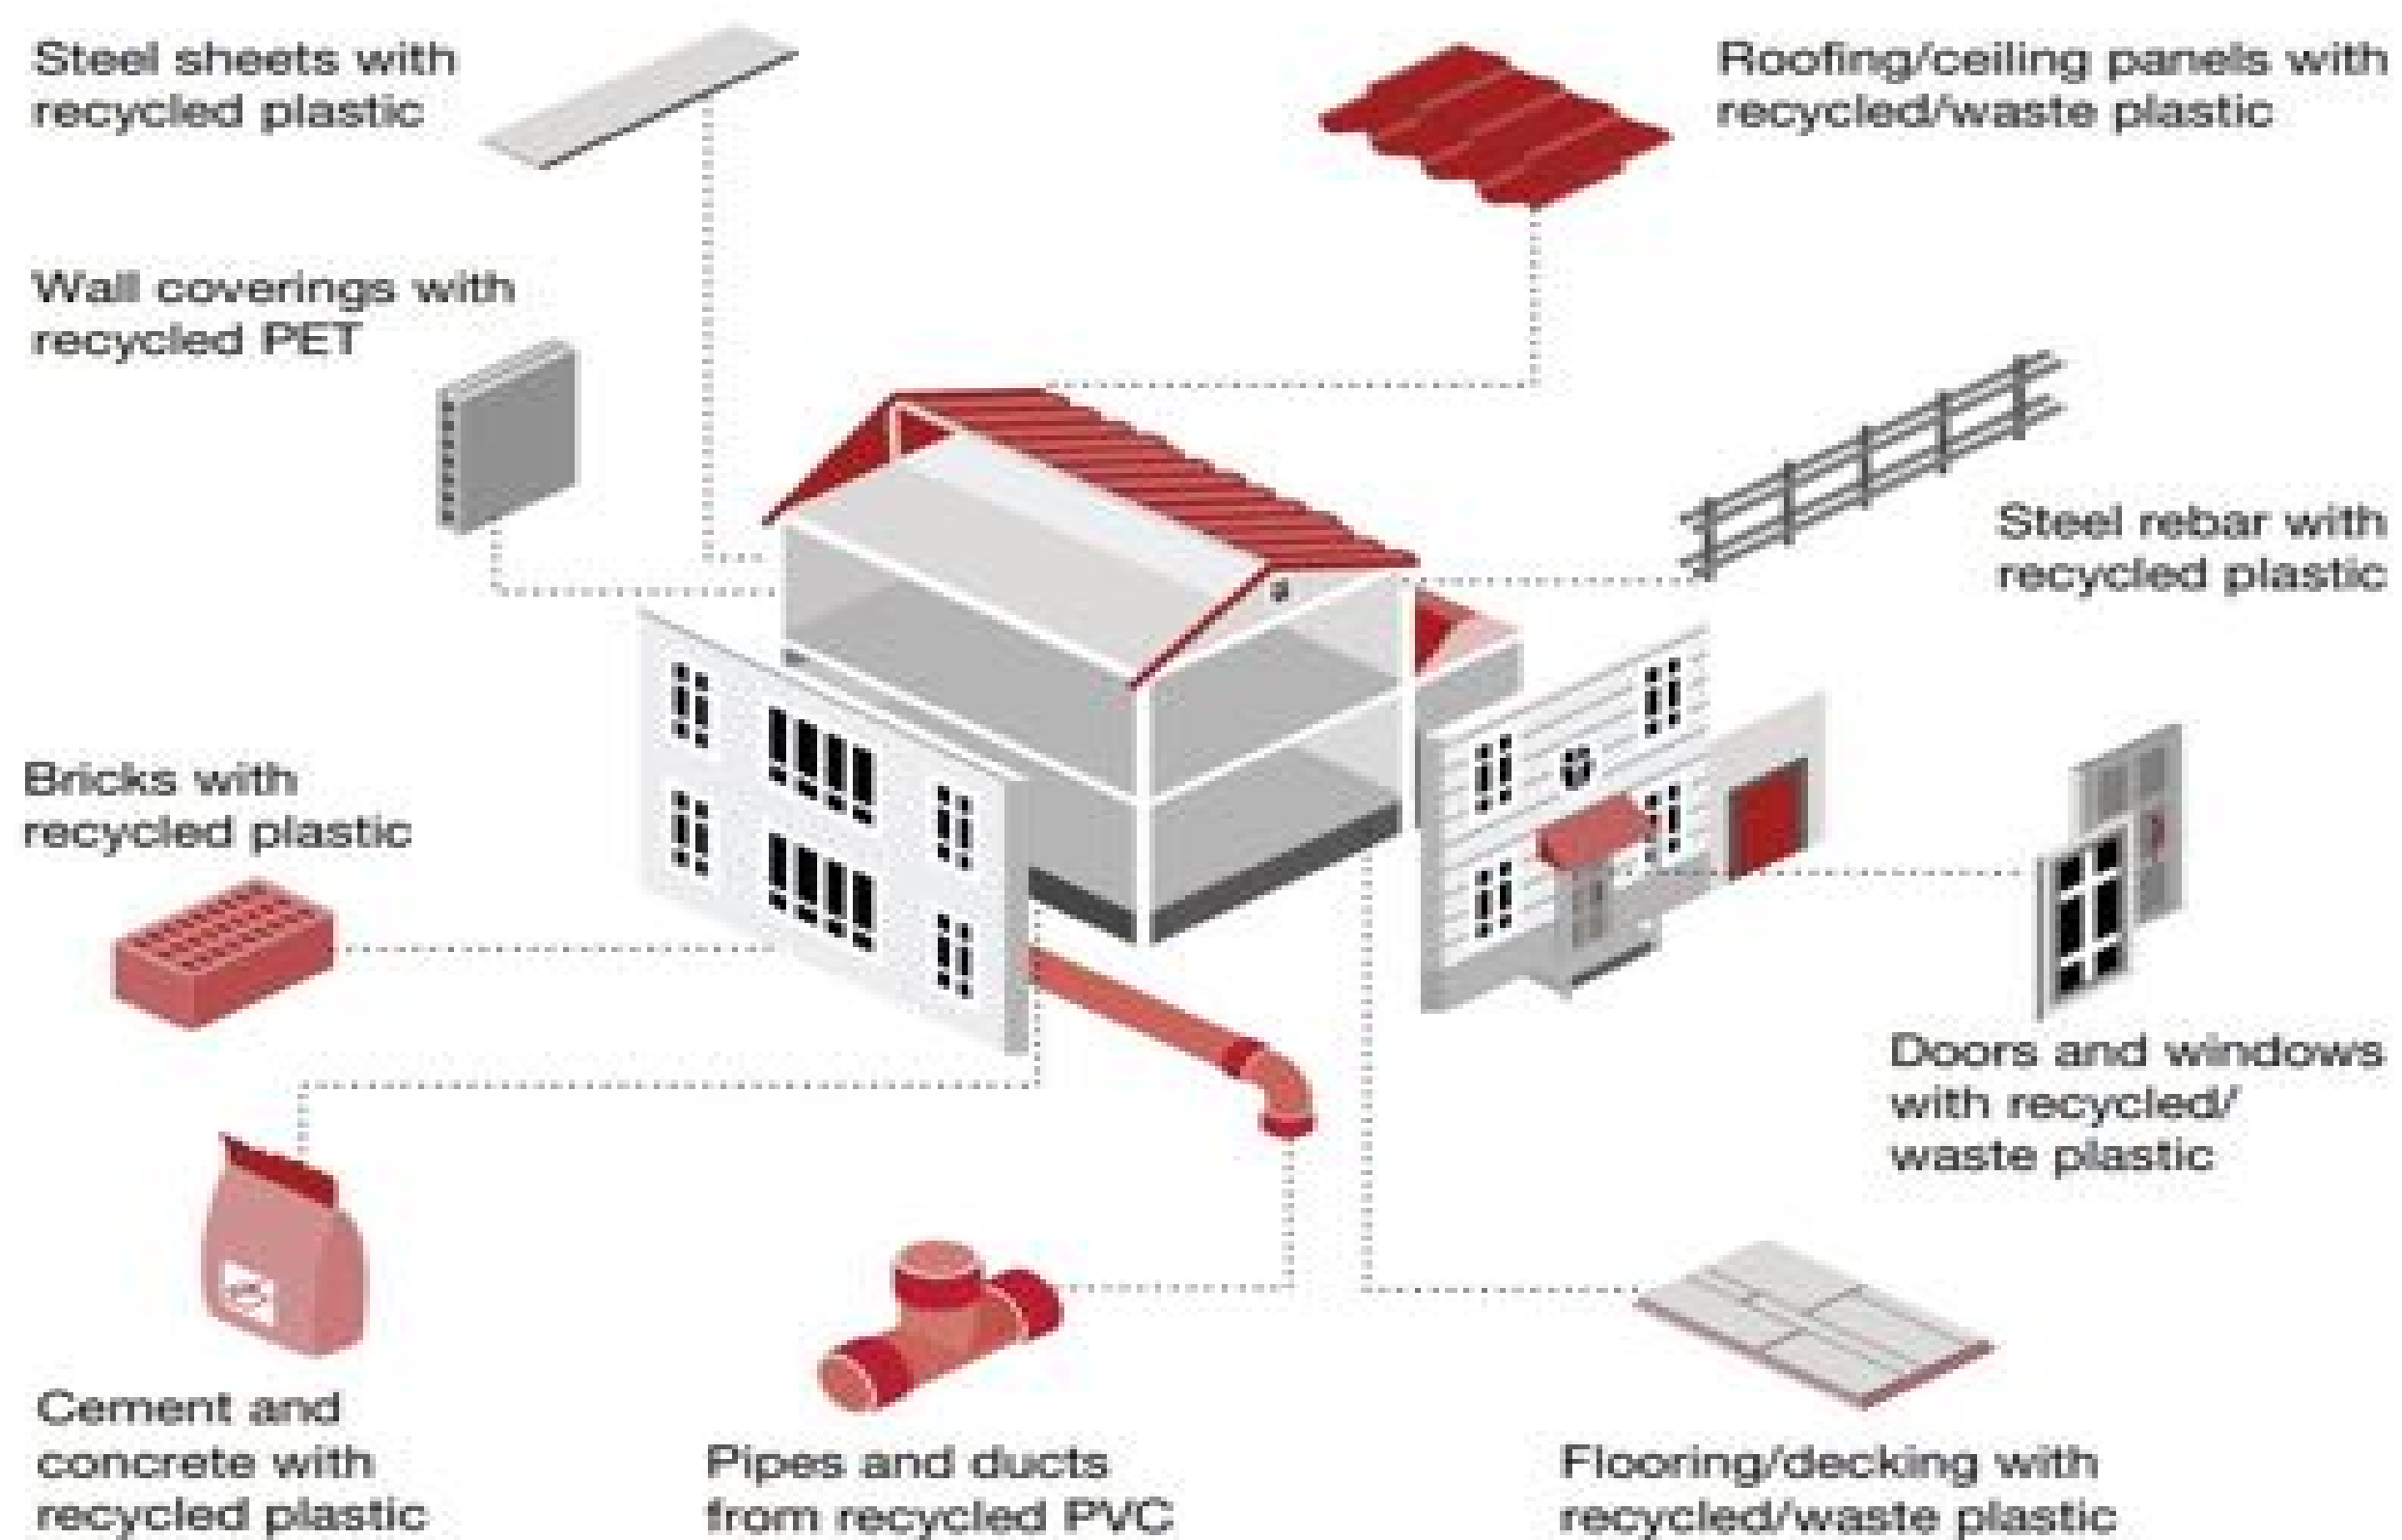 Steel sheets with
recycled plastic
Roofing/ceiling panels with
recycled/waste plastic
Wall coverings with
recycled PET
Steel rebar with
recycled plastic
Bricks with
recycled plastic
Doors and windows
with recycled/
waste plastic
Cement and
concrete with
recycled plastic
Pipes and ducts
from recycled PVC
Flooring/decking with
recycled/waste plastic